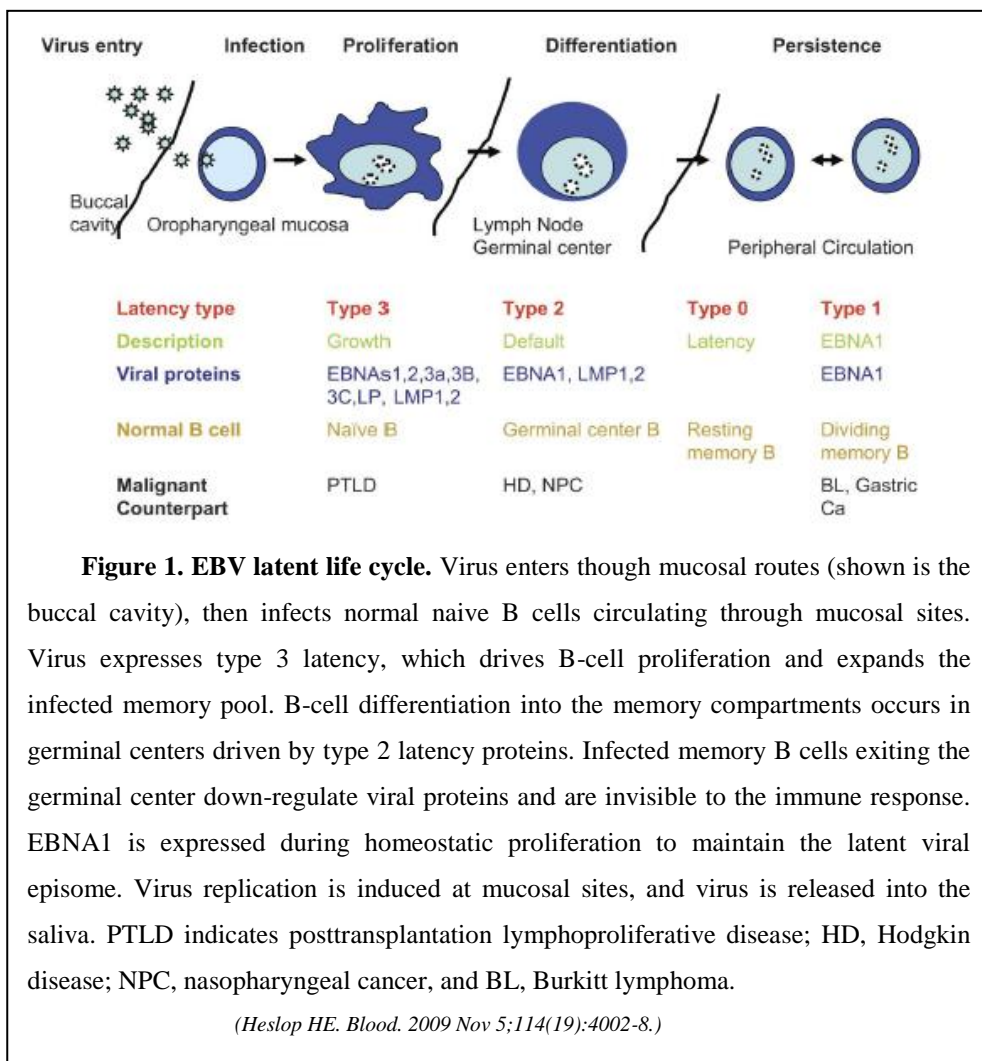 Virus entry Infection Proliferation Differentiation Persistence
Buccal
cavity
Oropharyngeal mucosa
Lymph Node
Germinal center
Peripheral Circulation
Latency type Type 3 Type 2 Type 0 Type 1
Description Growth Default Latency EBNA1
Viral proteins EBNAs1,2,3a,3B, EBNA1, LMP1,2 EBNA1
3C,LP, LMP1,2
Normal B cell Naïve B Germinal center B Resting Dividing
memory B memory B
Malignant PTLD HD, NPC BL, Gastric
Counterpart Ca
Figure 1. EBV latent life cycle. Virus enters though mucosal routes (shown is the
buccal cavity), then infects normal naive B cells circulating through mucosal sites.
Virus expresses type 3 latency, which drives B-cell proliferation and expands the
infected memory pool. B-cell differentiation into the memory compartments occurs in
germinal centers driven by type 2 latency proteins. Infected memory B cells exiting the
germinal center down-regulate viral proteins and are invisible to the immune response.
EBNA1 is expressed during homeostatic proliferation to maintain the latent viral
episome. Virus replication is induced at mucosal sites, and virus is released into the
saliva. PTLD indicates posttransplantation lymphoproliferative disease; HD, Hodgkin
disease; NPC, nasopharyngeal cancer, and BL, Burkitt lymphoma.
(Heslop HE. Blood. 2009 Nov 5;114(19):4002-8.)